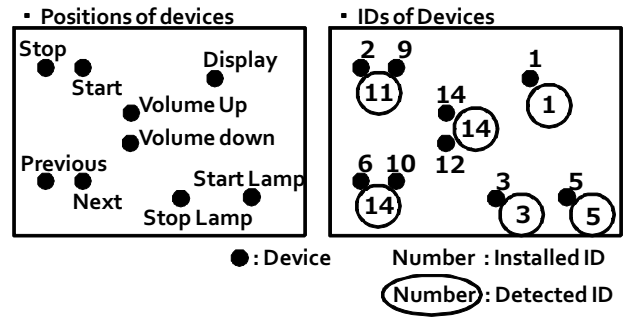 ▪ Positions of devices
Stop
Start
Display
Volume Up
Volume down
Previous
Next
Start Lamp
Stop Lamp
▪ IDs of Devices
2 9
11
1
1
14
14
12
6 10
14
3
3
5
5
● : Device
Number : Installed ID
Number : Detected ID